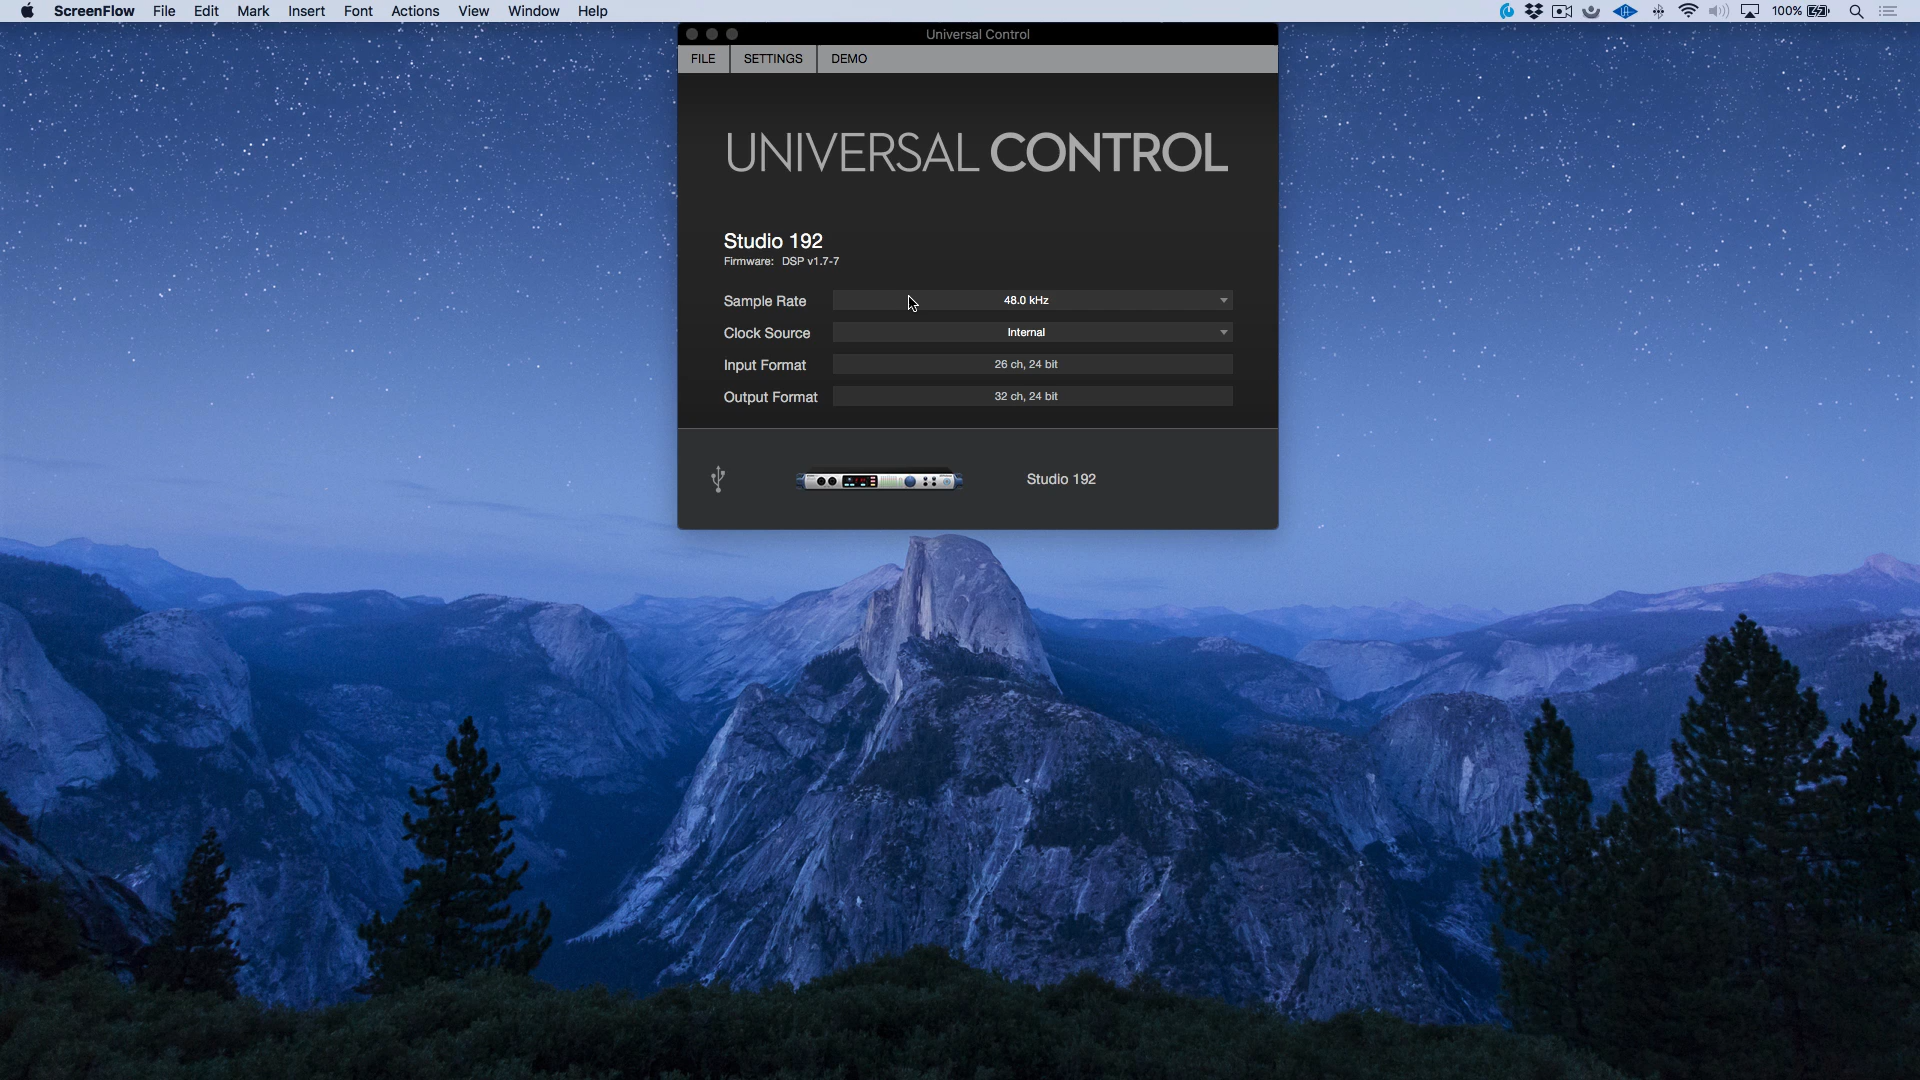 ScreenFlow File Edit Mark Insert Font Actions View Window Help 100%
Universal Control
FILE SETTINGS DEMO
UNIVERSAL CONTROL
Studio 192
Firmware: DSP v1.7-7
Sample Rate 48.0 kHz
Clock Source Internal
Input Format 26 ch, 24 bit
Output Format 32 ch, 24 bit
Studio 192